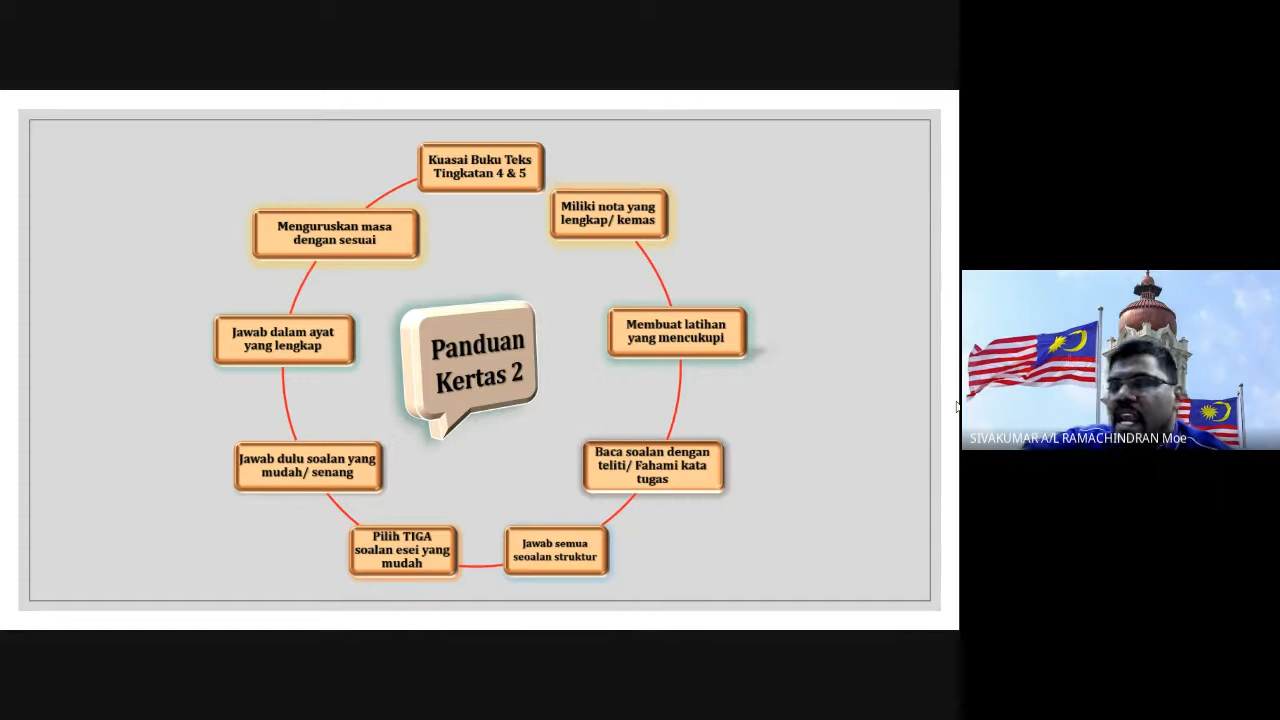 Kuasai Buku Teks
Tingkatan 4 & 5
Miliki nota yang
lengkap/ kemas
Membuat latihan
yang mencukupi
Baca soalan dengan
teliti/ Fahami kata
tugas
Jawab semua
seoalan struktur
Pilih TIGA
soalan esei yang
mudah
Jawab dulu soalan yang
mudah/ senang
Jawab dalam ayat
yang lengkap
Menguruskan masa
dengan sesuai
Panduan
Kertas 2
SIVAKUMAR A/L RAMACHINDRAN Moe